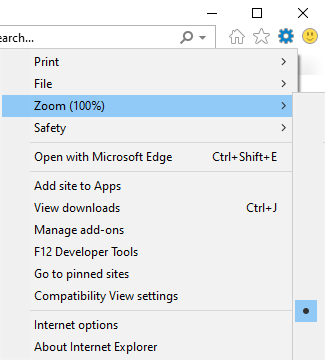 earch...
Print
File
Zoom (100%)
Safety
Open with Microsoft Edge Ctrl+Shift+E
Add site to Apps
View downloads Ctrl+J
Manage add-ons
F12 Developer Tools
Go to pinned sites
Compatibility View settings
Internet options
About Internet Explorer